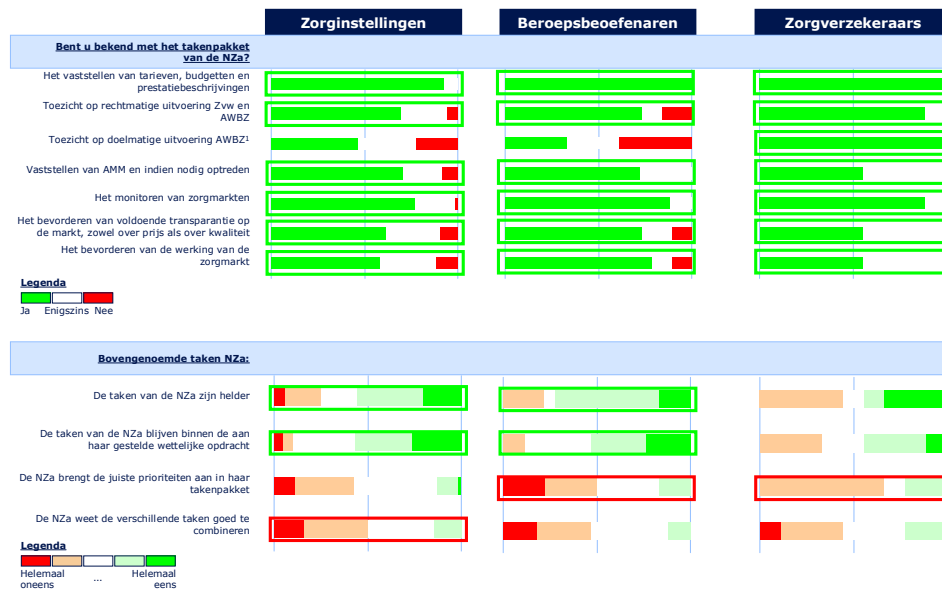 Zorginstellingen
Beroepsbeoefenaren
Zorgverzekeraars
Bent u bekend met het takenpakket
van de NZa?
Het vaststellen van tarieven, budgetten en
prestatiebeschrijvingen
Toezicht op rechtmatige uitvoering Zvw en
AWBZ
Toezicht op doelmatige uitvoering AWBZ¹
Vaststellen van AMM en indien nodig optreden
Het monitoren van zorgmarkten
Het bevorderen van voldoende transparantie op
de markt, zowel over prijs als over kwaliteit
Het bevorderen van de werking van de
zorgmarkt
Legenda
Ja Enigszins Nee
Bovengenoemde taken NZa:
De taken van de NZa zijn helder
De taken van de NZa blijven binnen de aan
haar gestelde wettelijke opdracht
De NZa brengt de juiste prioriteiten aan in haar
takenpakket
De NZa weet de verschillende taken goed te
combineren
Legenda
Helemaal ... Helemaal
oneens eens